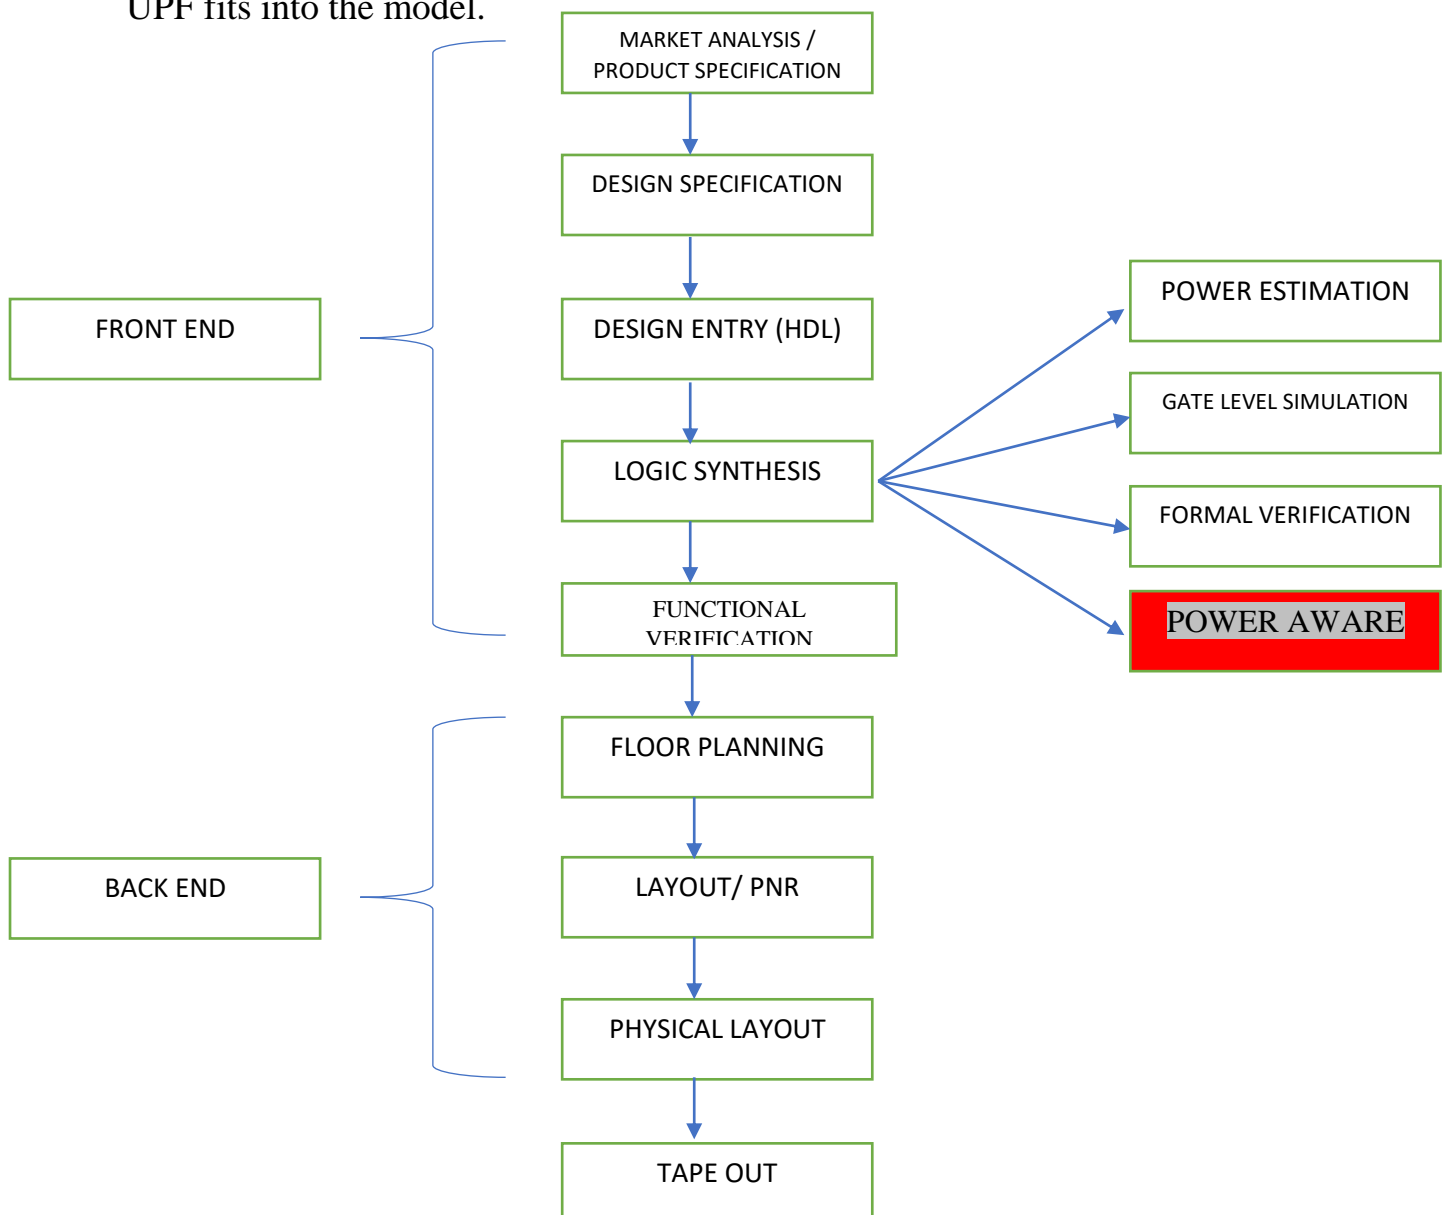 UPF fits into the model.
MARKET ANALYSIS /
PRODUCT SPECIFICATION
DESIGN SPECIFICATION
POWER ESTIMATION
FRONT END
DESIGN ENTRY (HDL)
GATE LEVEL SIMULATION
LOGIC SYNTHESIS
FORMAL VERIFICATION
FUNCTIONAL
VERIFICATION
POWER AWARE
FLOOR PLANNING
BACK END
LAYOUT/ PNR
PHYSICAL LAYOUT
TAPE OUT